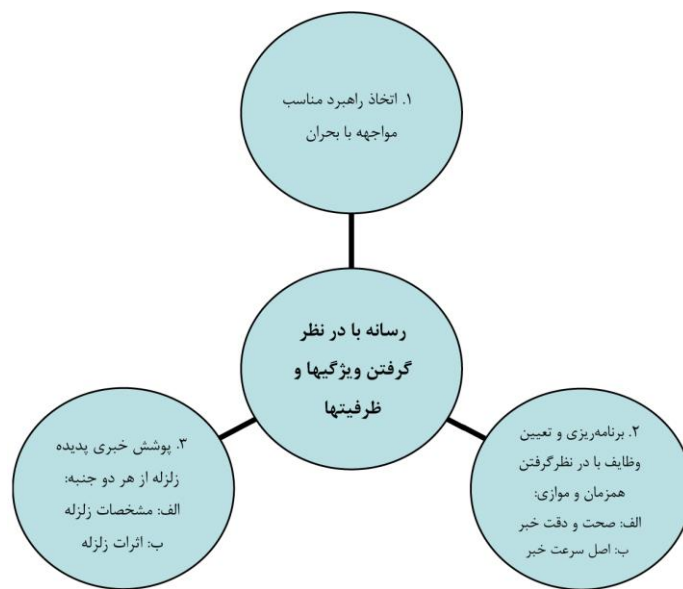 ۱. اتخاذ راهبرد مناسب
مواجهه با بحران
رسانه با در نظر
گرفتن ویژگیها و
ظرفیتها
۲. برنامه‌ریزی و تعیین
وظایف با در نظرگرفتن
همزمان و موازی:
الف: صحت و دقت خبر
ب: اصل سرعت خبر
۳. پوشش خبری پدیده
زلزله از هر دو جنبه:
الف: مشخصات زلزله
ب: اثرات زلزله